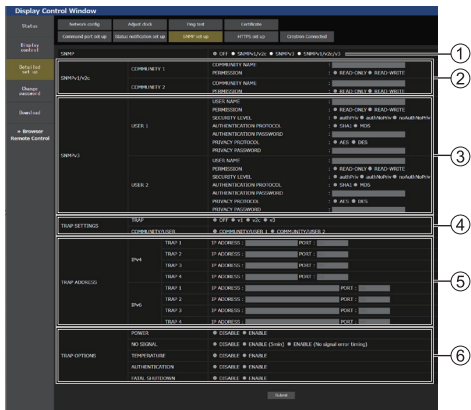 Display Control Window
Status
Display control
Detailed set up
Change password
Download
Browser Remote Control
Network config
Adjust clock
Ping test
Certificate
Command port set up
Status notification set up
SNMP set up
HTTPS set up
Crestron Connected
SNMP
OFF SNMPv1/v2c SNMPv3 SNMPv1/v2c/v3
①
SNMPv1/v2c
COMMUNITY 1
COMMUNITY NAME :
PERMISSION : READ-ONLY READ-WRITE
COMMUNITY 2
COMMUNITY NAME :
PERMISSION : READ-ONLY READ-WRITE
②
SNMPv3
USER 1
USER NAME :
PERMISSION : READ-ONLY READ-WRITE
SECURITY LEVEL : authPriv authNoPriv noAuthNoPriv
AUTHENTICATION PROTOCOL : SHA1 MD5
AUTHENTICATION PASSWORD :
PRIVACY PROTOCOL : AES DES
PRIVACY PASSWORD :
USER 2
USER NAME :
PERMISSION : READ-ONLY READ-WRITE
SECURITY LEVEL : authPriv authNoPriv noAuthNoPriv
AUTHENTICATION PROTOCOL : SHA1 MD5
AUTHENTICATION PASSWORD :
PRIVACY PROTOCOL : AES DES
PRIVACY PASSWORD :
③
TRAP SETTINGS
TRAP : OFF v1 v2c v3
COMMUNITY/USER : COMMUNITY/USER 1 COMMUNITY/USER 2
④
TRAP ADDRESS
IPv4
TRAP 1 IP ADDRESS : PORT :
TRAP 2 IP ADDRESS : PORT :
TRAP 3 IP ADDRESS : PORT :
TRAP 4 IP ADDRESS : PORT :
IPv6
TRAP 1 IP ADDRESS : PORT :
TRAP 2 IP ADDRESS : PORT :
TRAP 3 IP ADDRESS : PORT :
TRAP 4 IP ADDRESS : PORT :
⑤
TRAP OPTIONS
POWER DISABLE ENABLE
NO SIGNAL DISABLE ENABLE (5min) ENABLE (No signal error timing)
TEMPERATURE DISABLE ENABLE
AUTHENTICATION DISABLE ENABLE
FATAL SHUTDOWN DISABLE ENABLE
⑥
Submit